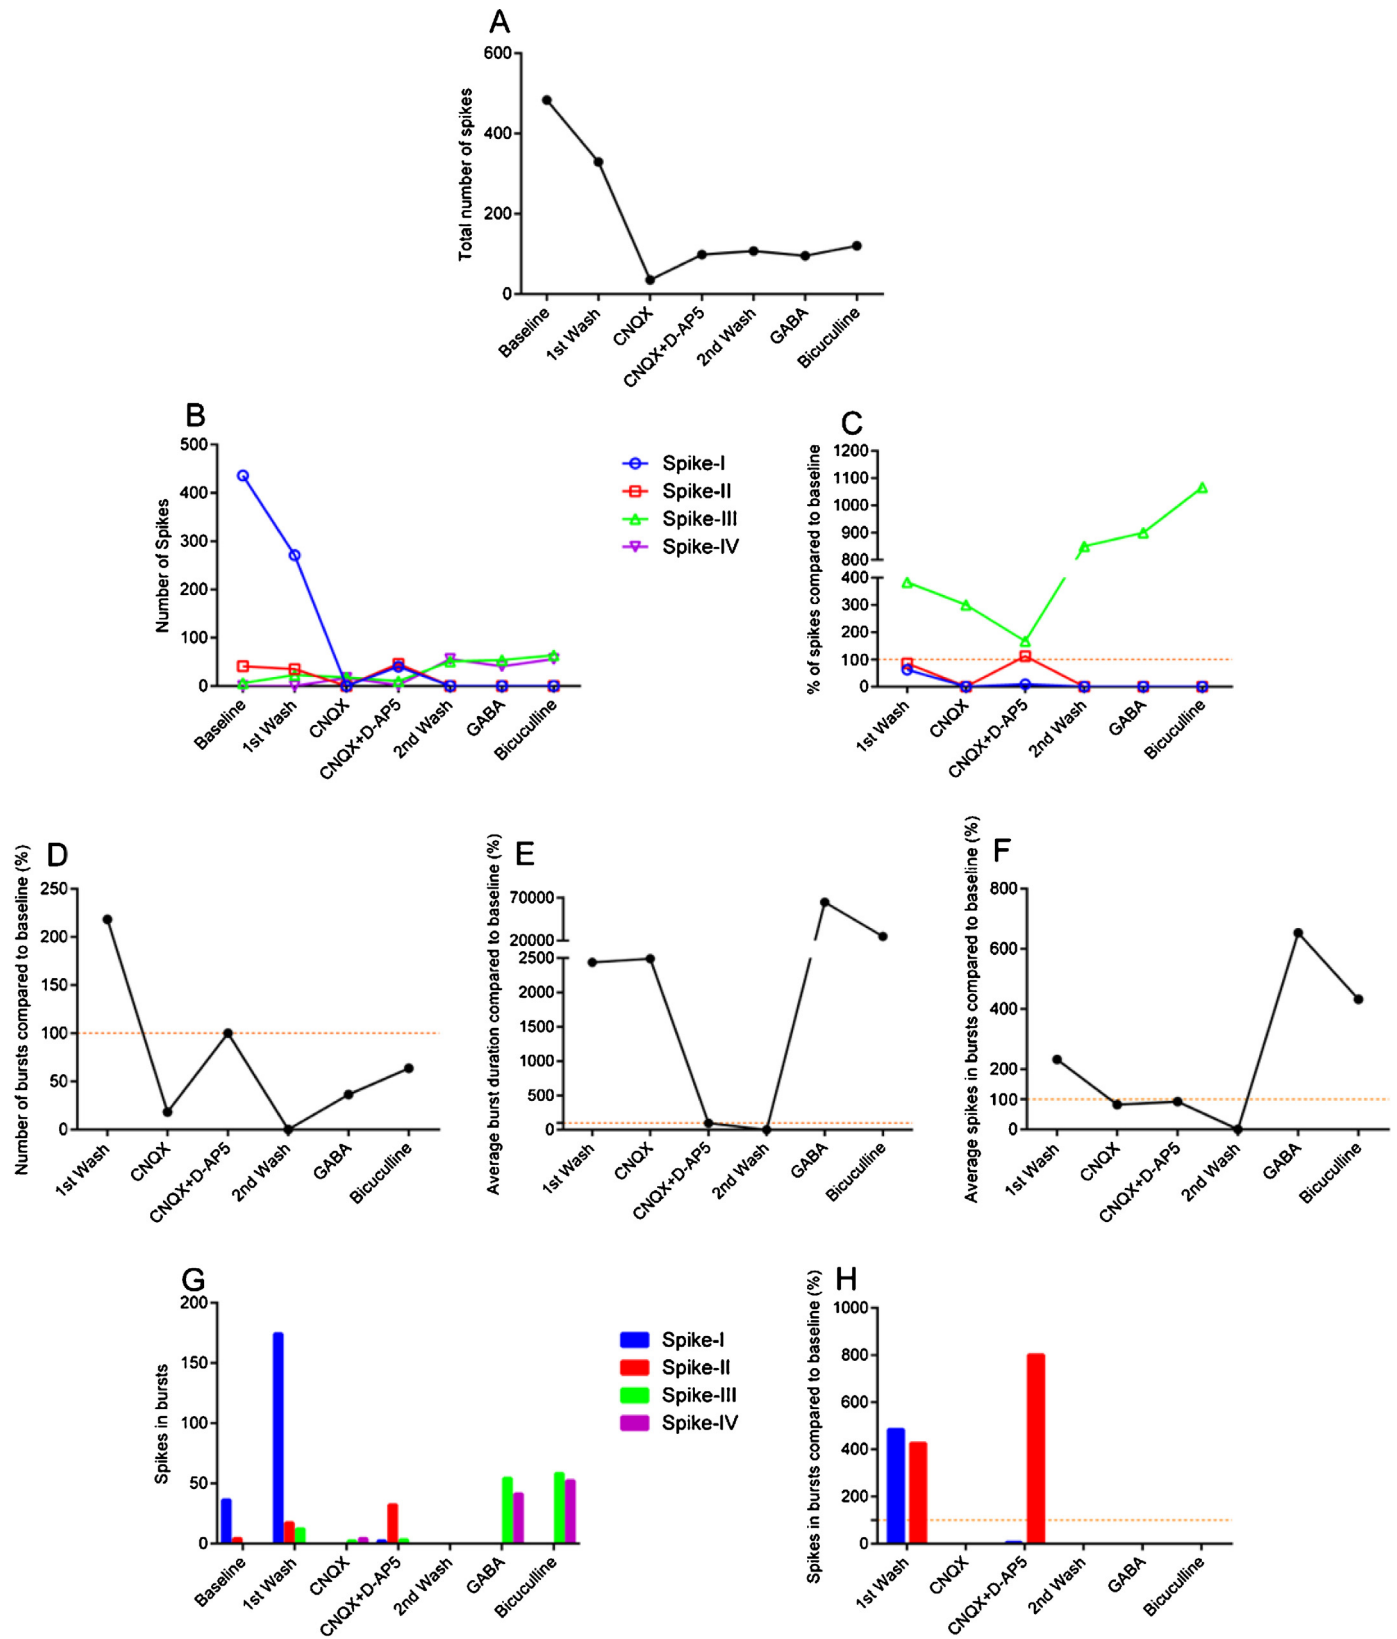 A
Total number of spikes
600
400
200
0
Baseline
1st Wash
CNQX
CNQX+D-AP5
2nd Wash
GABA
Bicuculline
B
Number of Spikes
500
400
300
200
100
0
Baseline
1st Wash
CNQX
CNQX+D-AP5
2nd Wash
GABA
Bicuculline
Spike-I
Spike-II
Spike-III
Spike-IV
C
% of spikes compared to baseline
1200
1100
1000
900
800
400
300
200
100
0
1st Wash
CNQX
CNQX+D-AP5
2nd Wash
GABA
Bicuculline
D
Number of bursts compared to baseline (%)
250
200
150
100
50
0
1st Wash
CNQX
CNQX+D-AP5
2nd Wash
GABA
Bicuculline
E
Average burst duration compared to baseline (%)
70000
20000
2500
2000
1500
1000
500
0
1st Wash
CNQX
CNQX+D-AP5
2nd Wash
GABA
Bicuculline
F
Average spikes in bursts compared to baseline (%)
800
600
400
200
100
0
1st Wash
CNQX
CNQX+D-AP5
2nd Wash
GABA
Bicuculline
G
Spikes in bursts
200
150
100
50
0
Baseline
1st Wash
CNQX
CNQX+D-AP5
2nd Wash
GABA
Bicuculline
Spike-I
Spike-II
Spike-III
Spike-IV
H
Spikes in bursts compared to baseline (%)
1000
800
600
400
200
0
1st Wash
CNQX
CNQX+D-AP5
2nd Wash
GABA
Bicuculline